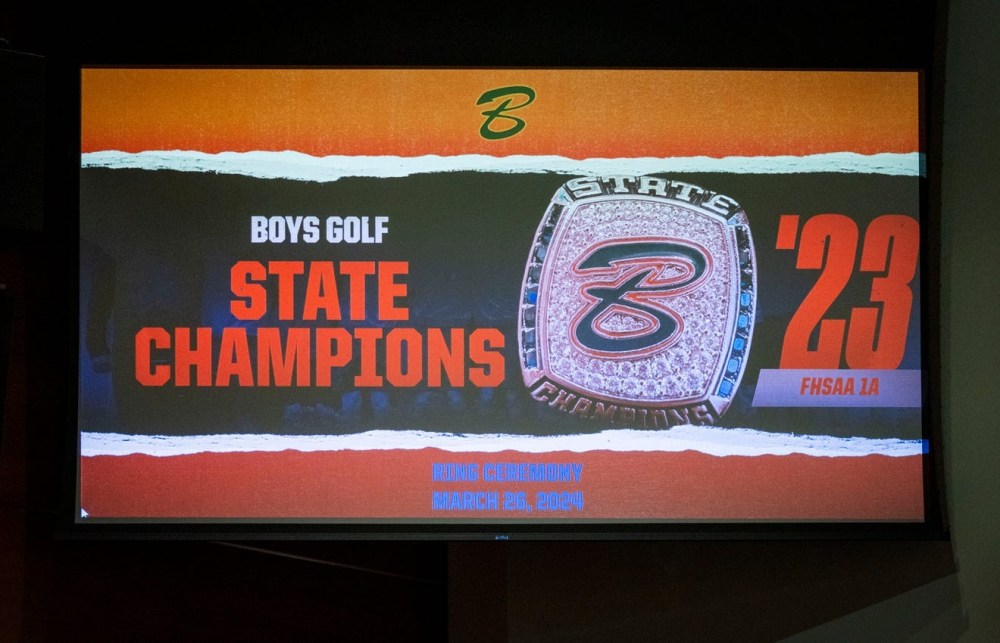 B
BOYS GOLF
STATE
CHAMPIONS
STATE
B
CHAMPIONS
'23
FHSAA 1A
RING CEREMONY
MARCH 26, 2024